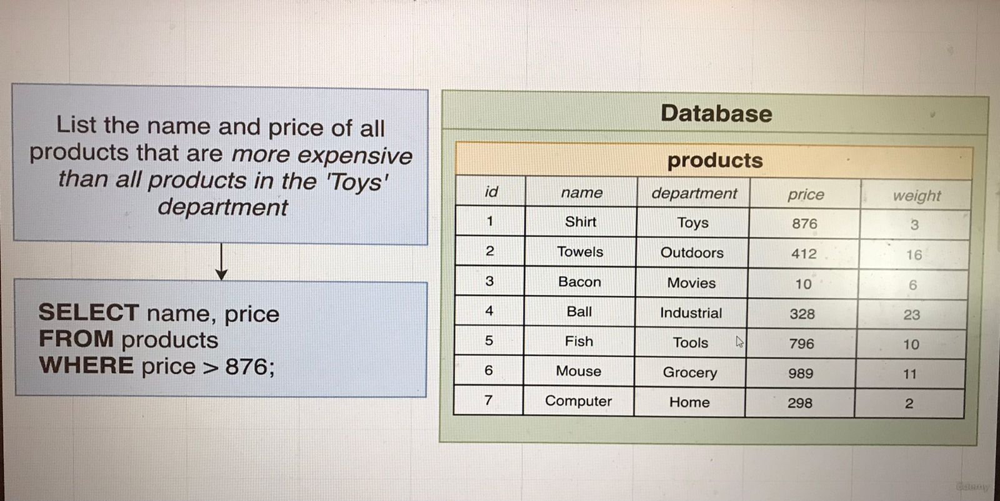 List the name and price of all
products that are more expensive
than all products in the 'Toys'
department
SELECT name, price
FROM products
WHERE price > 876;
Database
products
id name department price weight
1 Shirt Toys 876 3
2 Towels Outdoors 412 16
3 Bacon Movies 10 6
4 Ball Industrial 328 23
5 Fish Tools 796 10
6 Mouse Grocery 989 11
7 Computer Home 298 2
Udemy